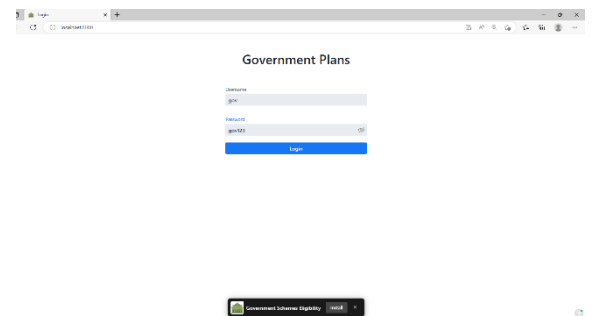 Login
Government Plans
Username
gov
Password
gov123
Login
Government Schemes Eligibility
Install